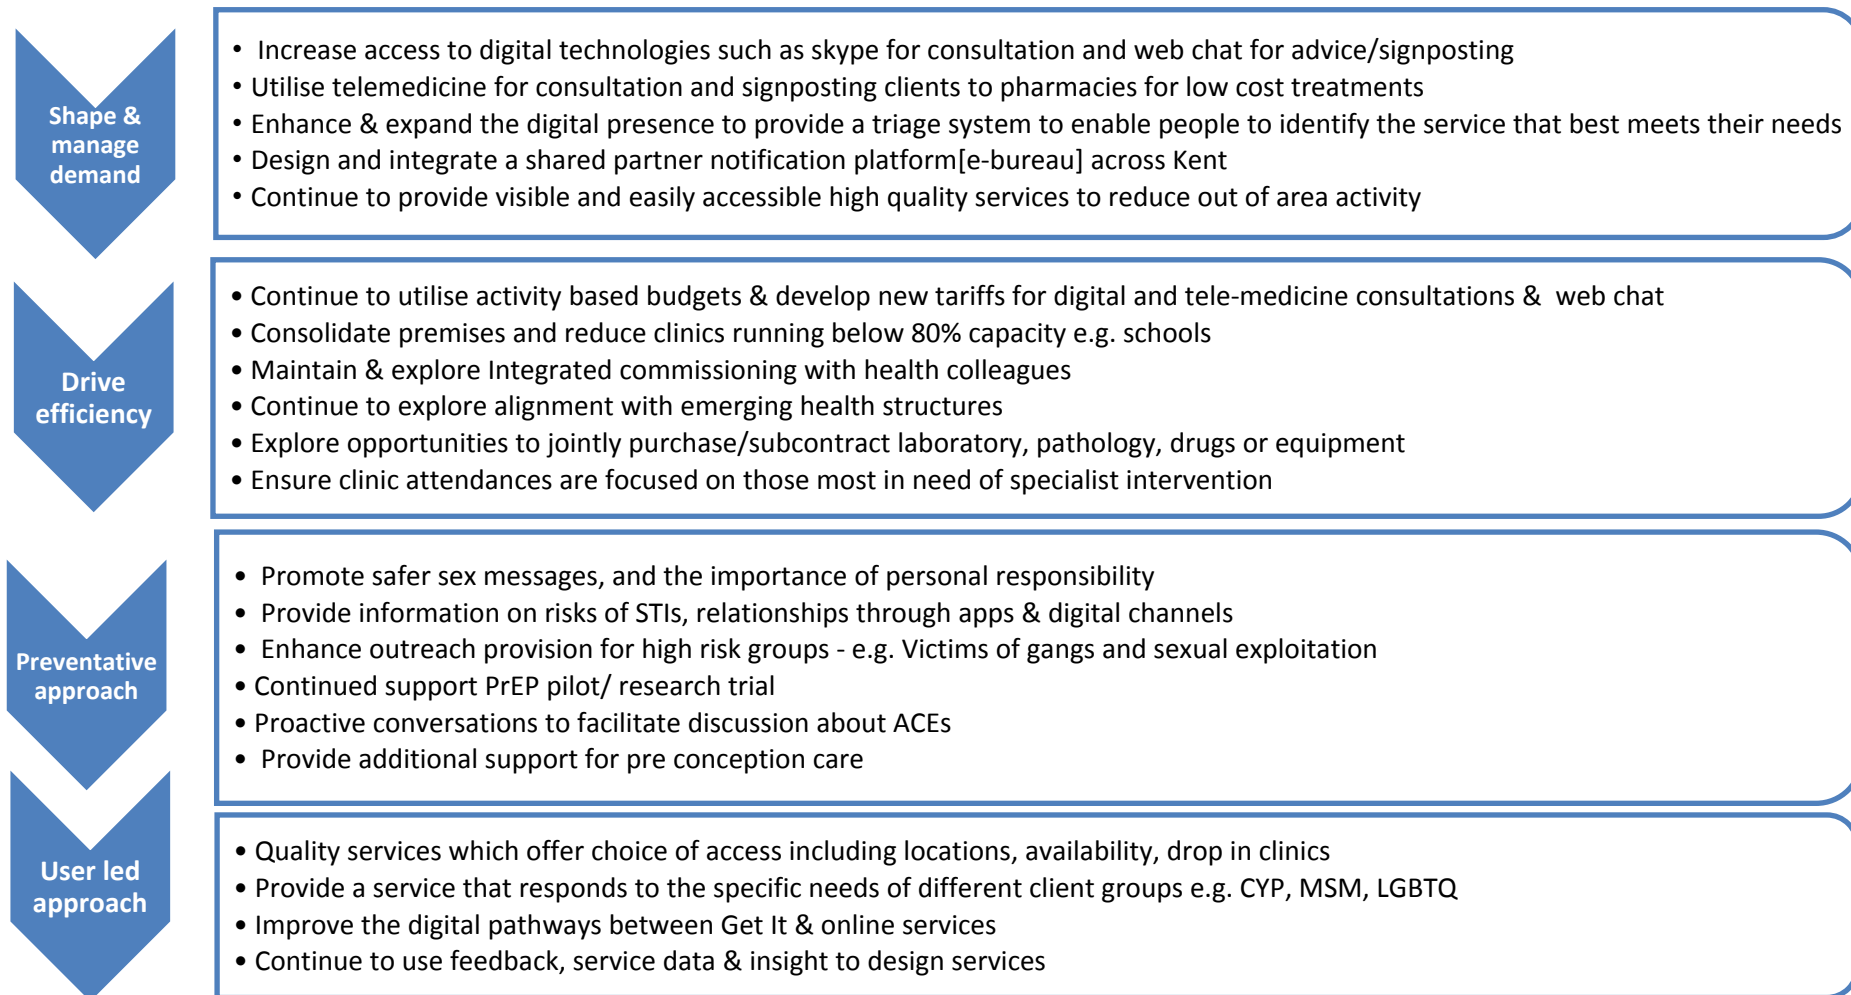 Shape &
manage
demand
• Increase access to digital technologies such as skype for consultation and web chat for advice/signposting
• Utilise telemedicine for consultation and signposting clients to pharmacies for low cost treatments
• Enhance & expand the digital presence to provide a triage system to enable people to identify the service that best meets their needs
• Design and integrate a shared partner notification platform[e-bureau] across Kent
• Continue to provide visible and easily accessible high quality services to reduce out of area activity
Drive
efficiency
• Continue to utilise activity based budgets & develop new tariffs for digital and tele-medicine consultations & web chat
• Consolidate premises and reduce clinics running below 80% capacity e.g. schools
• Maintain & explore Integrated commissioning with health colleagues
• Continue to explore alignment with emerging health structures
• Explore opportunities to jointly purchase/subcontract laboratory, pathology, drugs or equipment
• Ensure clinic attendances are focused on those most in need of specialist intervention
Preventative
approach
• Promote safer sex messages, and the importance of personal responsibility
• Provide information on risks of STIs, relationships through apps & digital channels
• Enhance outreach provision for high risk groups - e.g. Victims of gangs and sexual exploitation
• Continued support PrEP pilot/ research trial
• Proactive conversations to facilitate discussion about ACEs
• Provide additional support for pre conception care
User led
approach
• Quality services which offer choice of access including locations, availability, drop in clinics
• Provide a service that responds to the specific needs of different client groups e.g. CYP, MSM, LGBTQ
• Improve the digital pathways between Get It & online services
• Continue to use feedback, service data & insight to design services